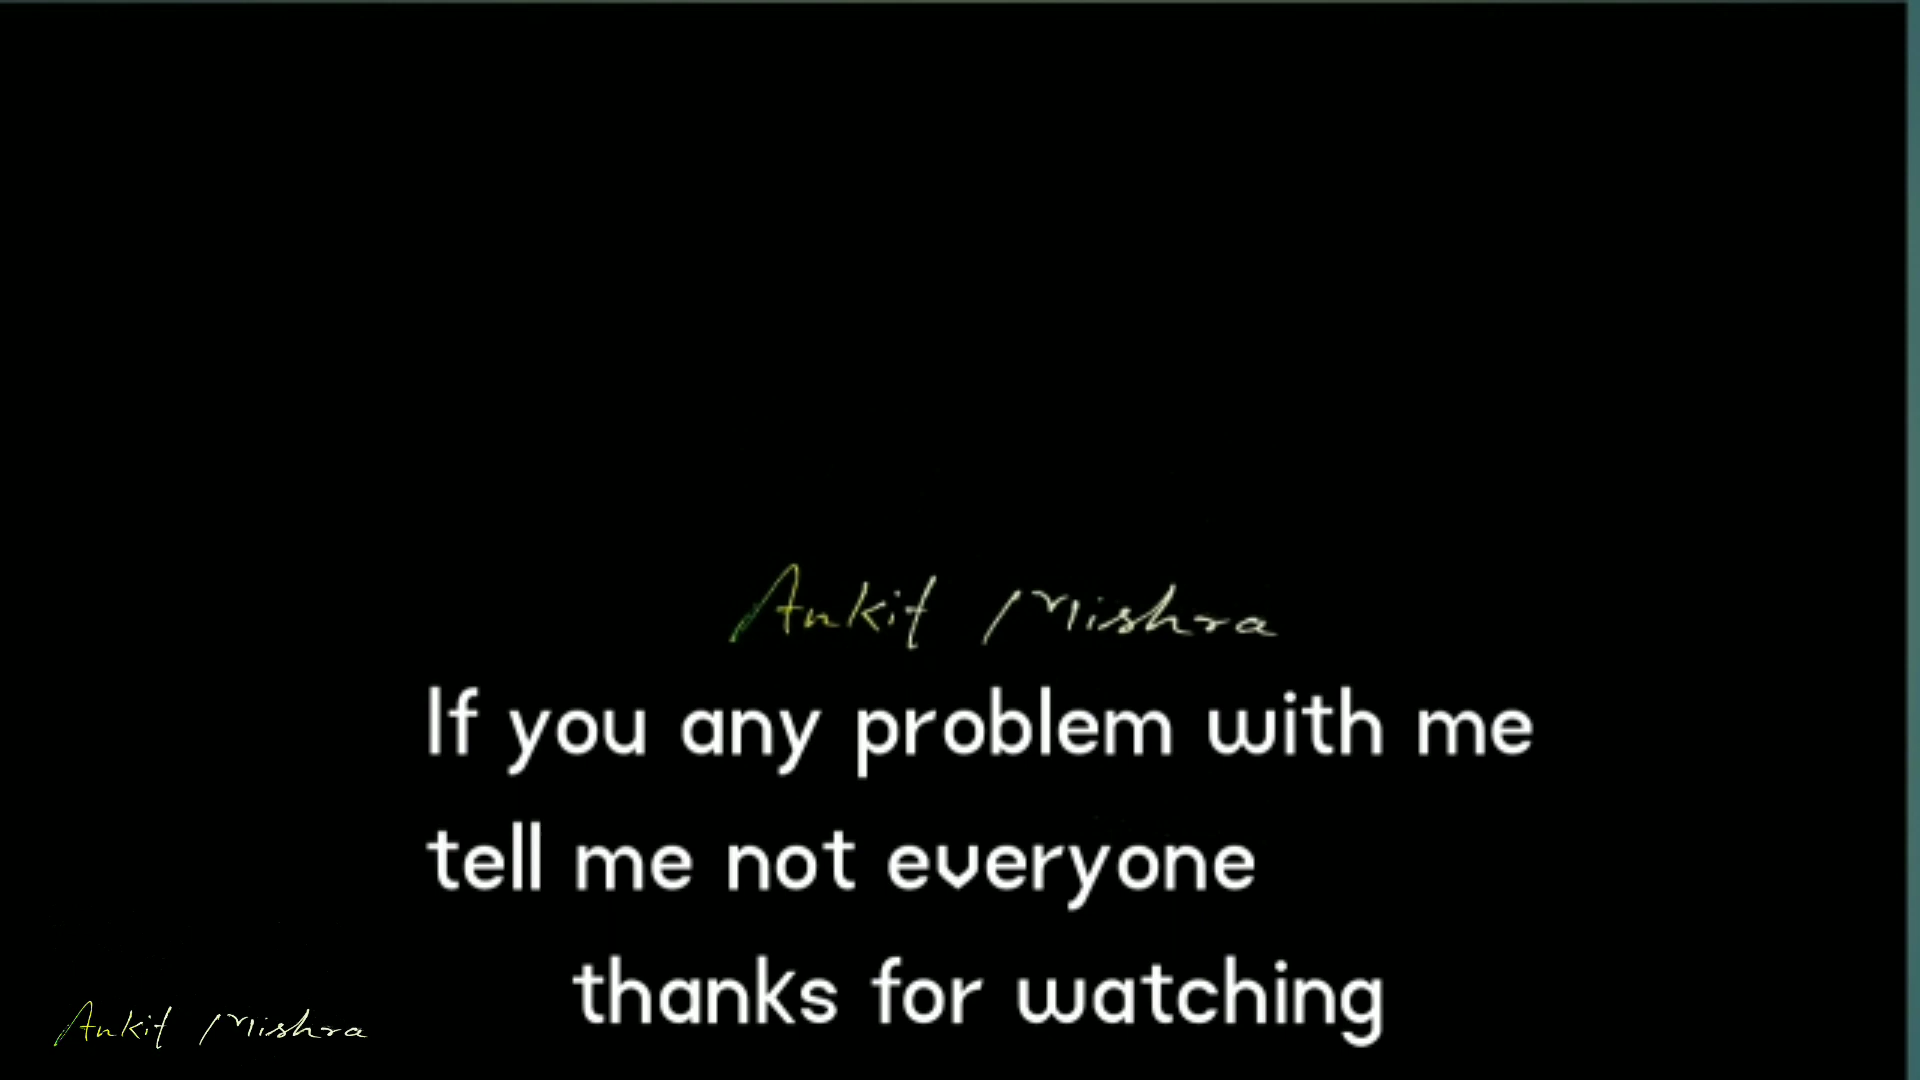 Ankit Mishra
If you any problem with me
tell me not everyone
thanks for watching
Ankit Mishra